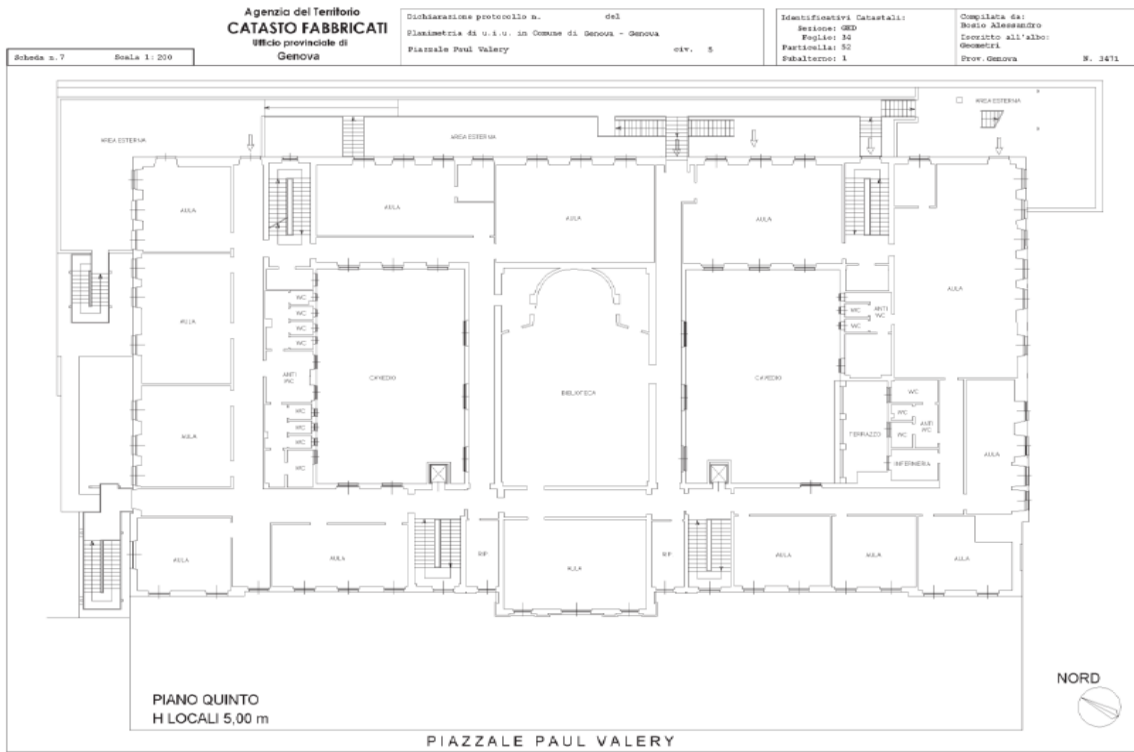 Agenzia del Territorio
CATASTO FABBRICATI
Ufficio provinciale di
Genova
Scheda n. 7 Scala 1: 200
Dichiarazione protocollo n. del
Planimetria di u.i.u. in Comune di Genova - Genova
Piazzale Paul Valery civ. 5
Identificativi Catastali:
Sezione: GED
Foglio: 34
Particella: 52
Subalterno: 1
Compilata da:
Bosio Alessandro
Iscritto all'albo:
Geometri
Prov. Genova N. 3471
AREA ESTERNA
AREA ESTERNA
AREA ESTERNA
AULA
AULA
AULA
AULA
AULA
AULA
AULA
WC
WC
WC
WC
ANTI
WC
WC
WC
WC
WC
CAVEDIO
BIBLIOTECA
CAVEDIO
WC
WC
ANTI
WC
TERRAZZO
WC
WC
WC
ANTI
WC
INFERMERIA
AULA
AULA
AULA
AULA
RIP
AULA
RIP
AULA
AULA
AULA
PIANO QUINTO
H LOCALI 5,00 m
NORD
PIAZZALE PAUL VALERY